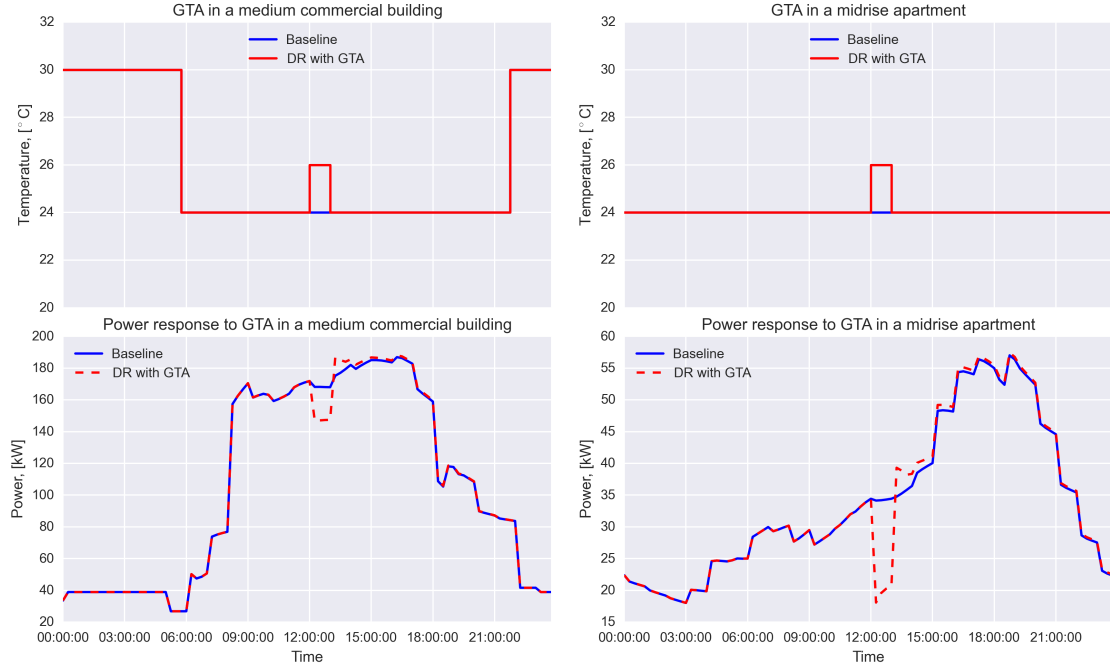 GTA in a medium commercial building
32
30
28
26
24
22
20
Temperature, [°C]
Baseline
DR with GTA
GTA in a midrise apartment
32
30
28
26
24
22
20
Temperature, [°C]
Baseline
DR with GTA
Power response to GTA in a medium commercial building
200
180
160
140
120
100
80
60
40
20
Power, [kW]
Baseline
DR with GTA
00:00:00 03:00:00 06:00:00 09:00:00 12:00:00 15:00:00 18:00:00 21:00:00
Time
Power response to GTA in a midrise apartment
60
55
50
45
40
35
30
25
20
15
Power, [kW]
Baseline
DR with GTA
00:00:00 03:00:00 06:00:00 09:00:00 12:00:00 15:00:00 18:00:00 21:00:00
Time